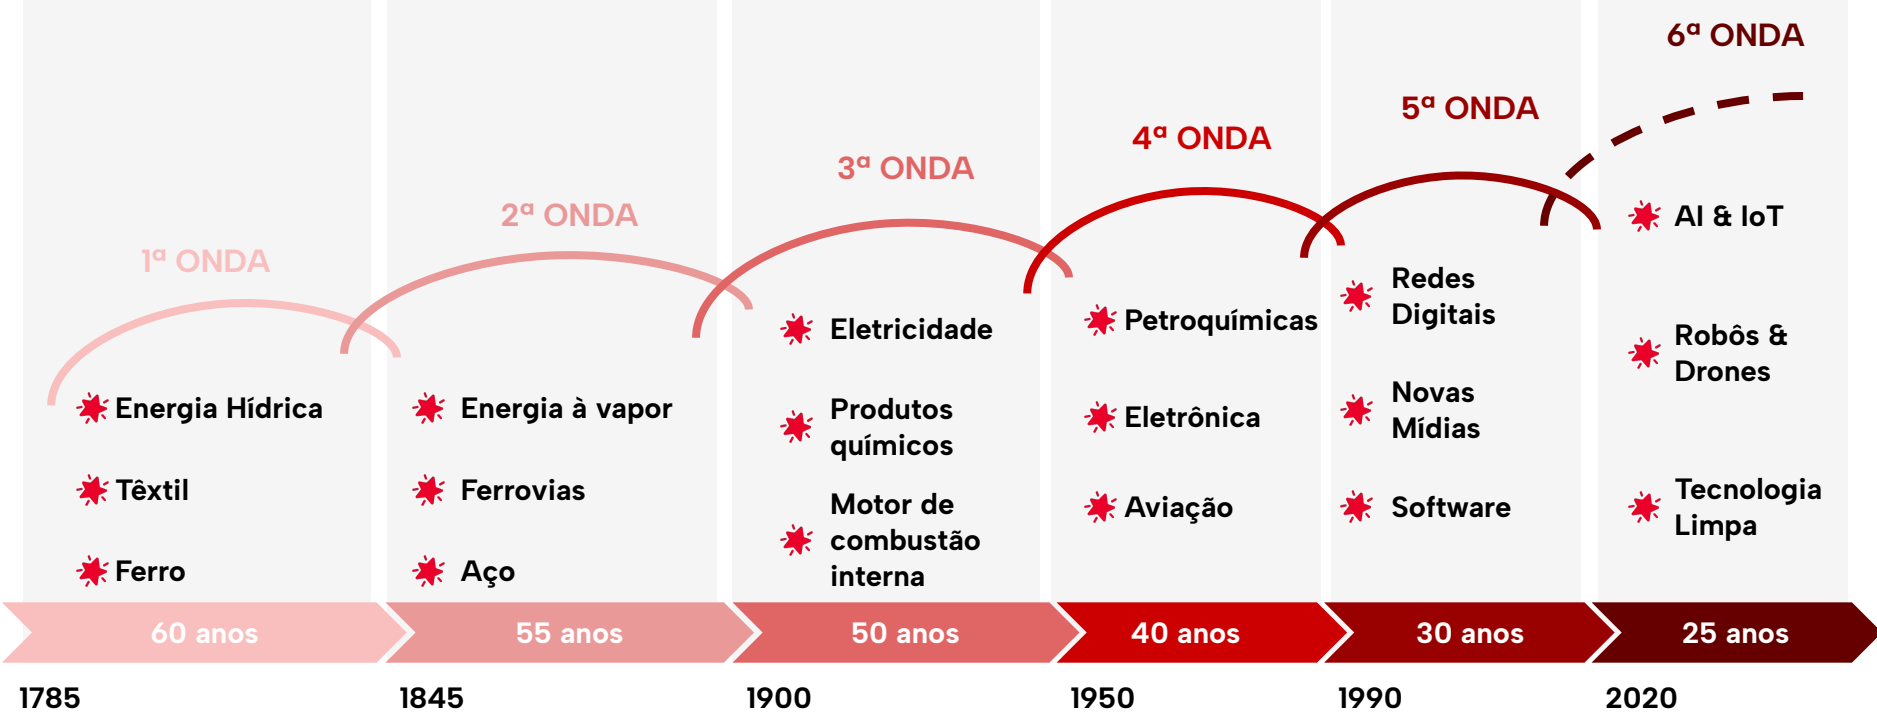 1ª ONDA
Energia Hídrica
Têxtil
Ferro
60 anos
1785
2ª ONDA
Energia à vapor
Ferrovias
Aço
55 anos
1845
3ª ONDA
Eletricidade
Produtos
químicos
Motor de
combustão
interna
50 anos
1900
4ª ONDA
Petroquímicas
Eletrônica
Aviação
40 anos
1950
5ª ONDA
Redes
Digitais
Novas
Mídias
Software
30 anos
1990
6ª ONDA
AI & IoT
Robôs &
Drones
Tecnologia
Limpa
25 anos
2020